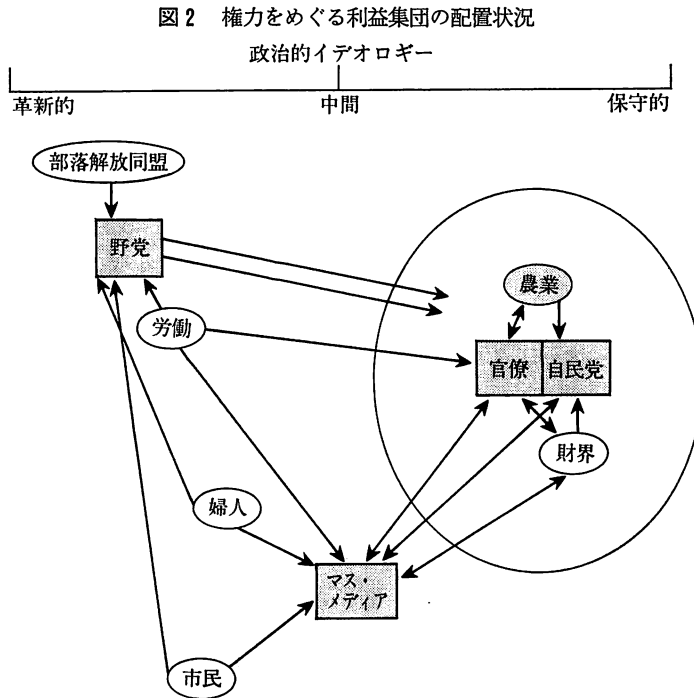 図2 権力をめぐる利益集団の配置状況
政治的イデオロギー
革新的 中間 保守的
部落解放同盟
野党
農業
労働
官僚 自民党
財界
婦人
マス・
メディア
市民